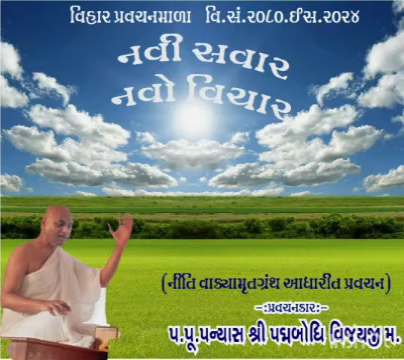 વિહાર પ્રવચનમાળા વિ.સં.૨૦૮૦.ઈસ.૨૦૨૪
નવી સવાર
નવો વિચાર
(નીતિ વાક્યામૃતગ્રંથ આધારીત પ્રવચન)
-:પ્રવચનકાર:-
પ.પૂ.પન્યાસ શ્રી પદ્મબોધિ વિજયજી મ.